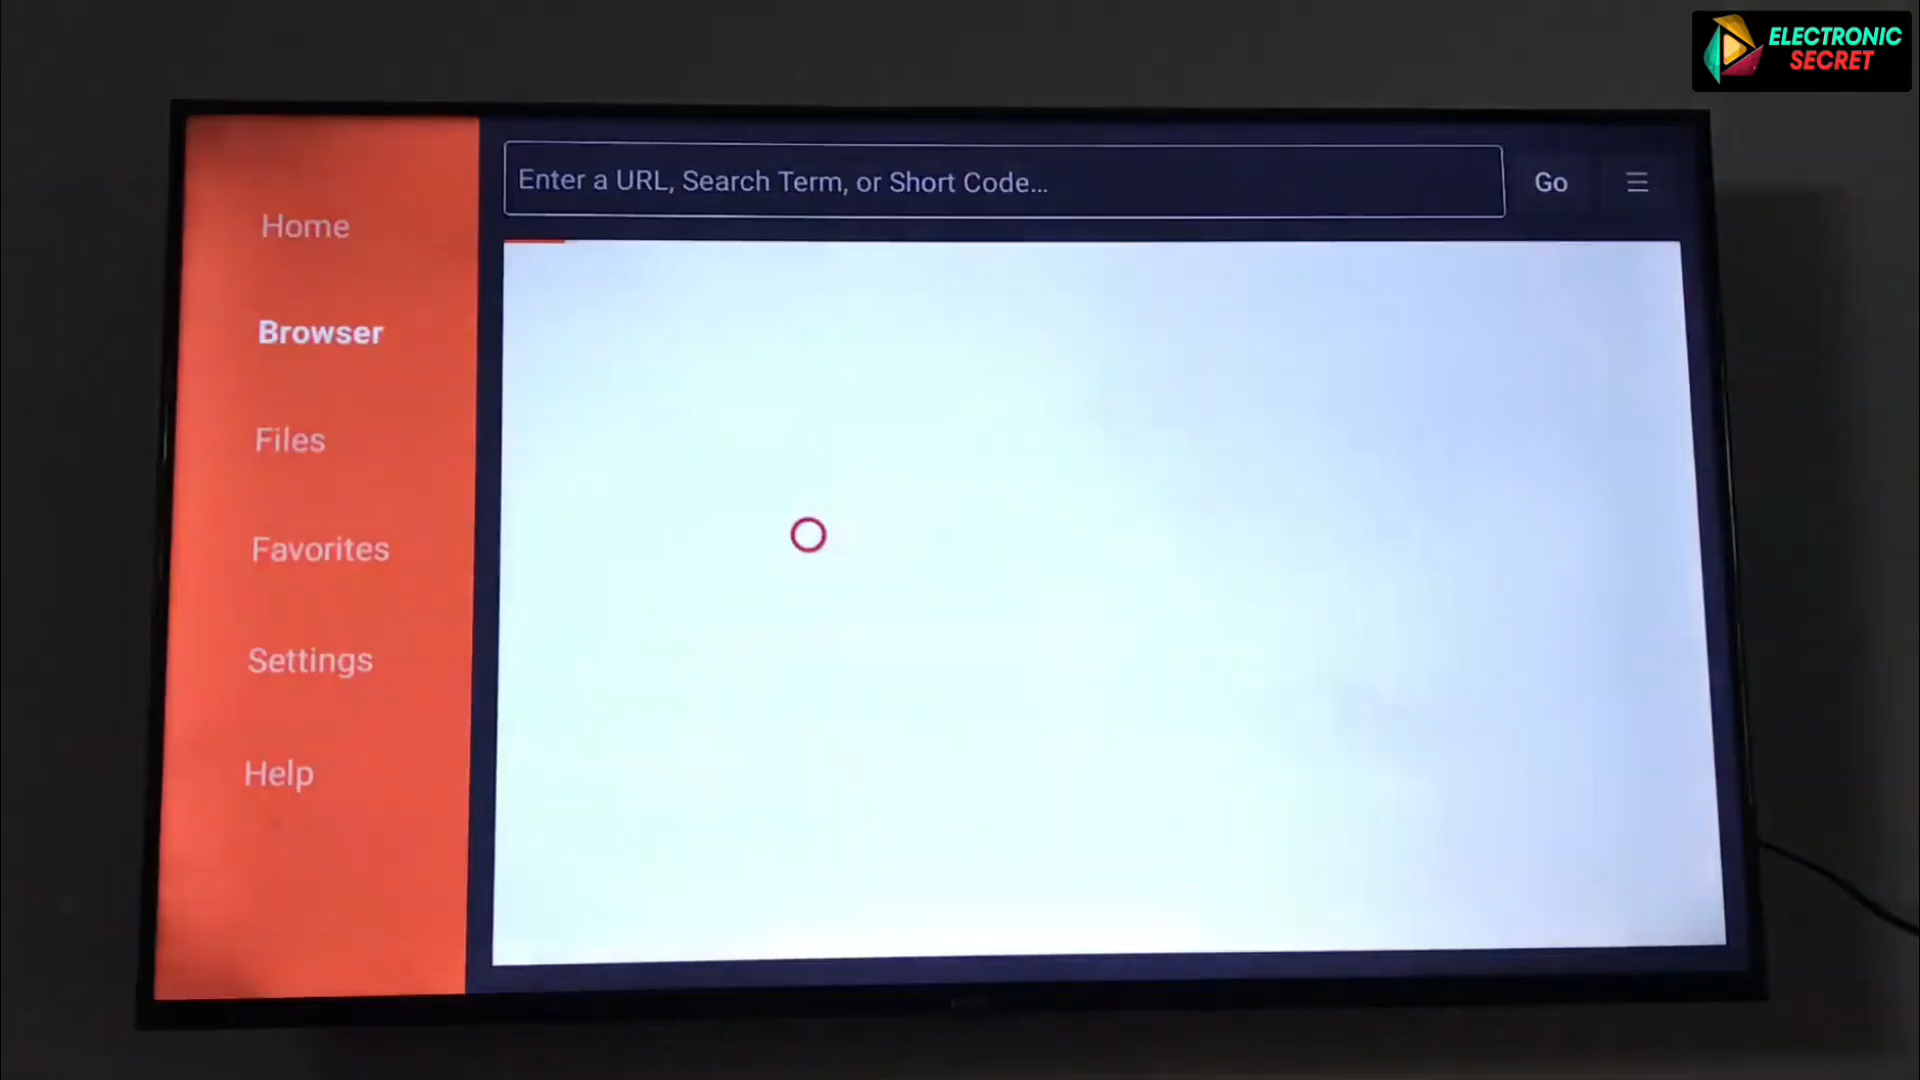 ELECTRONIC
SECRET
Enter a URL, Search Term, or Short Code...
Go
Home
Browser
Files
Favorites
Settings
Help